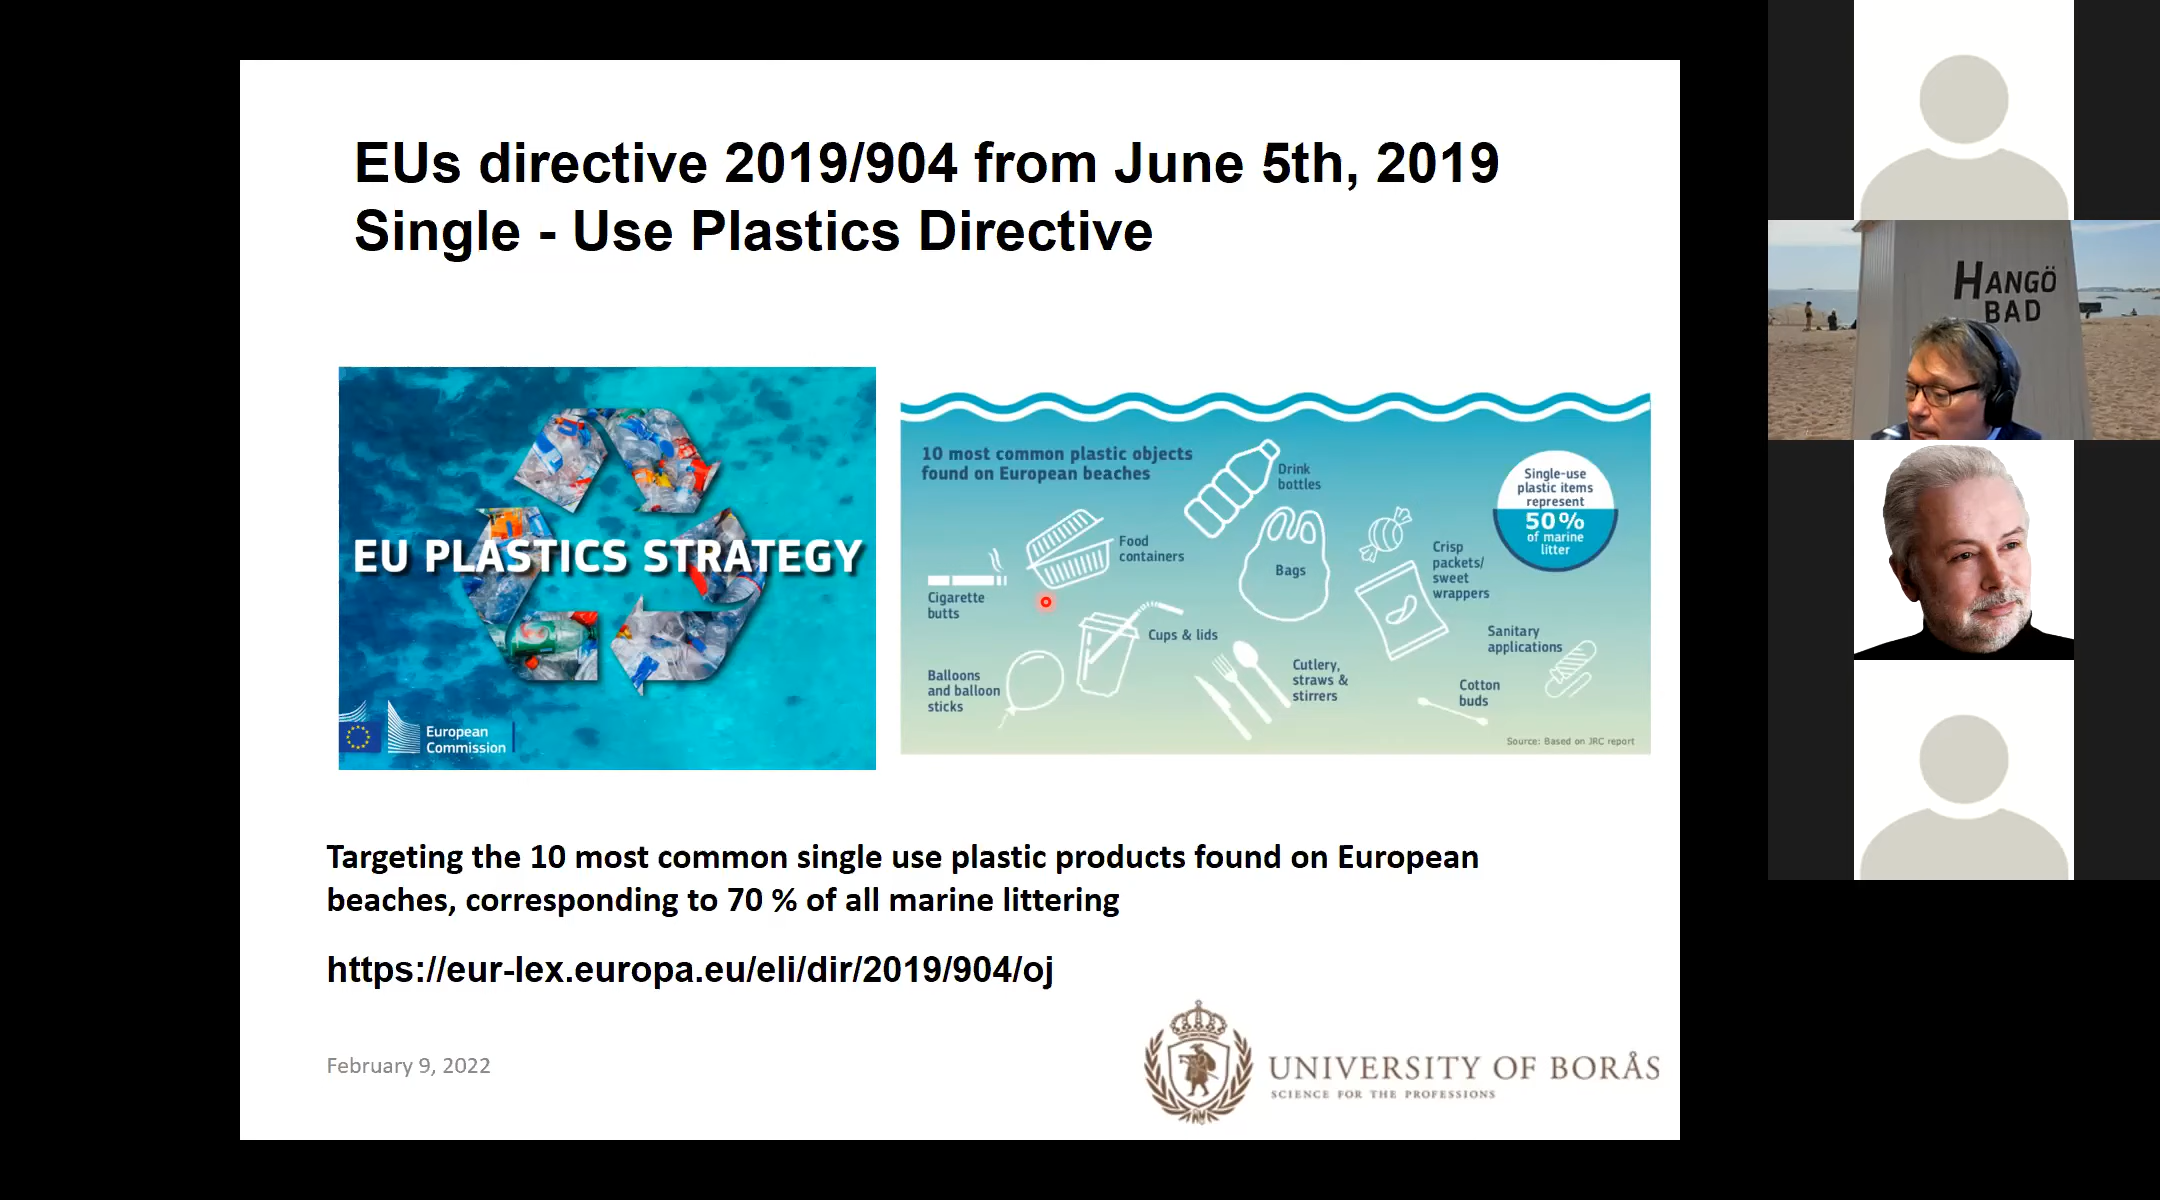 EUs directive 2019/904 from June 5th, 2019
Single - Use Plastics Directive
EU PLASTICS STRATEGY
European
Commission
10 most common plastic objects
found on European beaches
Drink
bottles
Single-use
plastic items
represent
50%
of marine
litter
Food
containers
Bags
Crisp
packets/
sweet
wrappers
Cigarette
butts
Cups & lids
Sanitary
applications
Balloons
and balloon
sticks
Cutlery,
straws &
stirrers
Cotton
buds
Source: Based on JRC report
Targeting the 10 most common single use plastic products found on European
beaches, corresponding to 70 % of all marine littering
https://eur-lex.europa.eu/eli/dir/2019/904/oj
February 9, 2022
UNIVERSITY OF BORÅS
SCIENCE FOR THE PROFESSIONS
HANGÖ
BAD